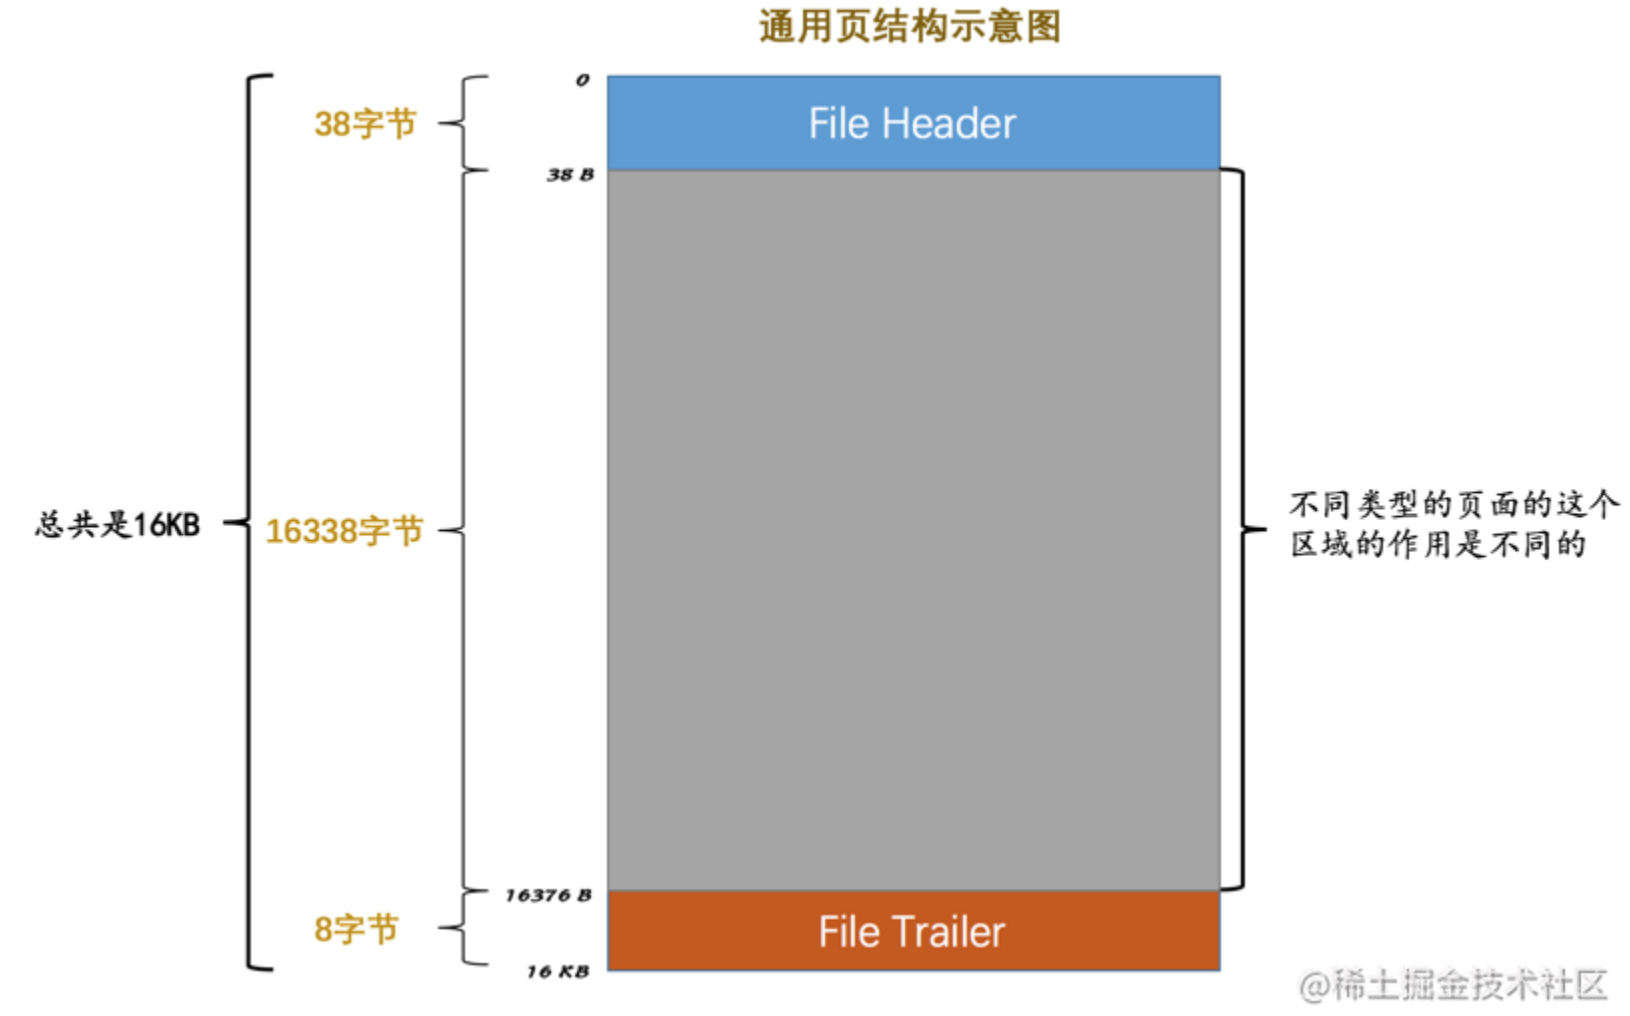 通用页结构示意图
0
File Header
38字节
38 B
不同类型的页面的这个
区域的作用是不同的
总共是16KB
16338字节
16376 B
8字节
File Trailer
16 KB
@稀土掘金技术社区